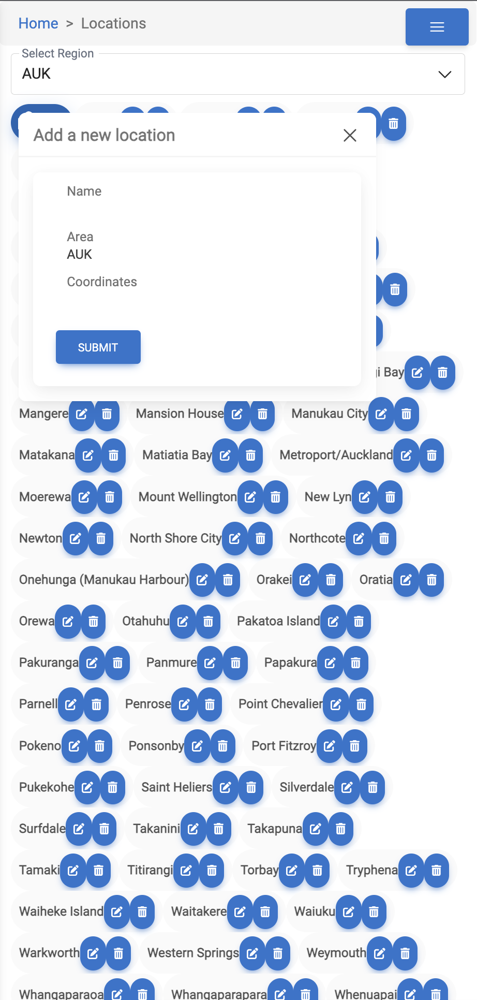 Home > Locations
Select Region
AUK
Add a new location
Name
Area
AUK
Coordinates
SUBMIT
Bay
Mangere Mansion House Manukau City
Matakana Matiatia Bay Metroport/Auckland
Moerewa Mount Wellington New Lyn
Newton North Shore City Northcote
Onehunga (Manukau Harbour) Orakei Oratia
Orewa Otahuhu Pakatoa Island
Pakuranga Panmure Papakura
Parnell Penrose Point Chevalier
Pokeno Ponsonby Port Fitzroy
Pukekohe Saint Heliers Silverdale
Surfdale Takanini Takapuna
Tamaki Titirangi Torbay Tryphena
Waiheke Island Waitakere Waiuku
Warkworth Western Springs Weymouth
Whangaparaoa Whangaparapara Whenuapai